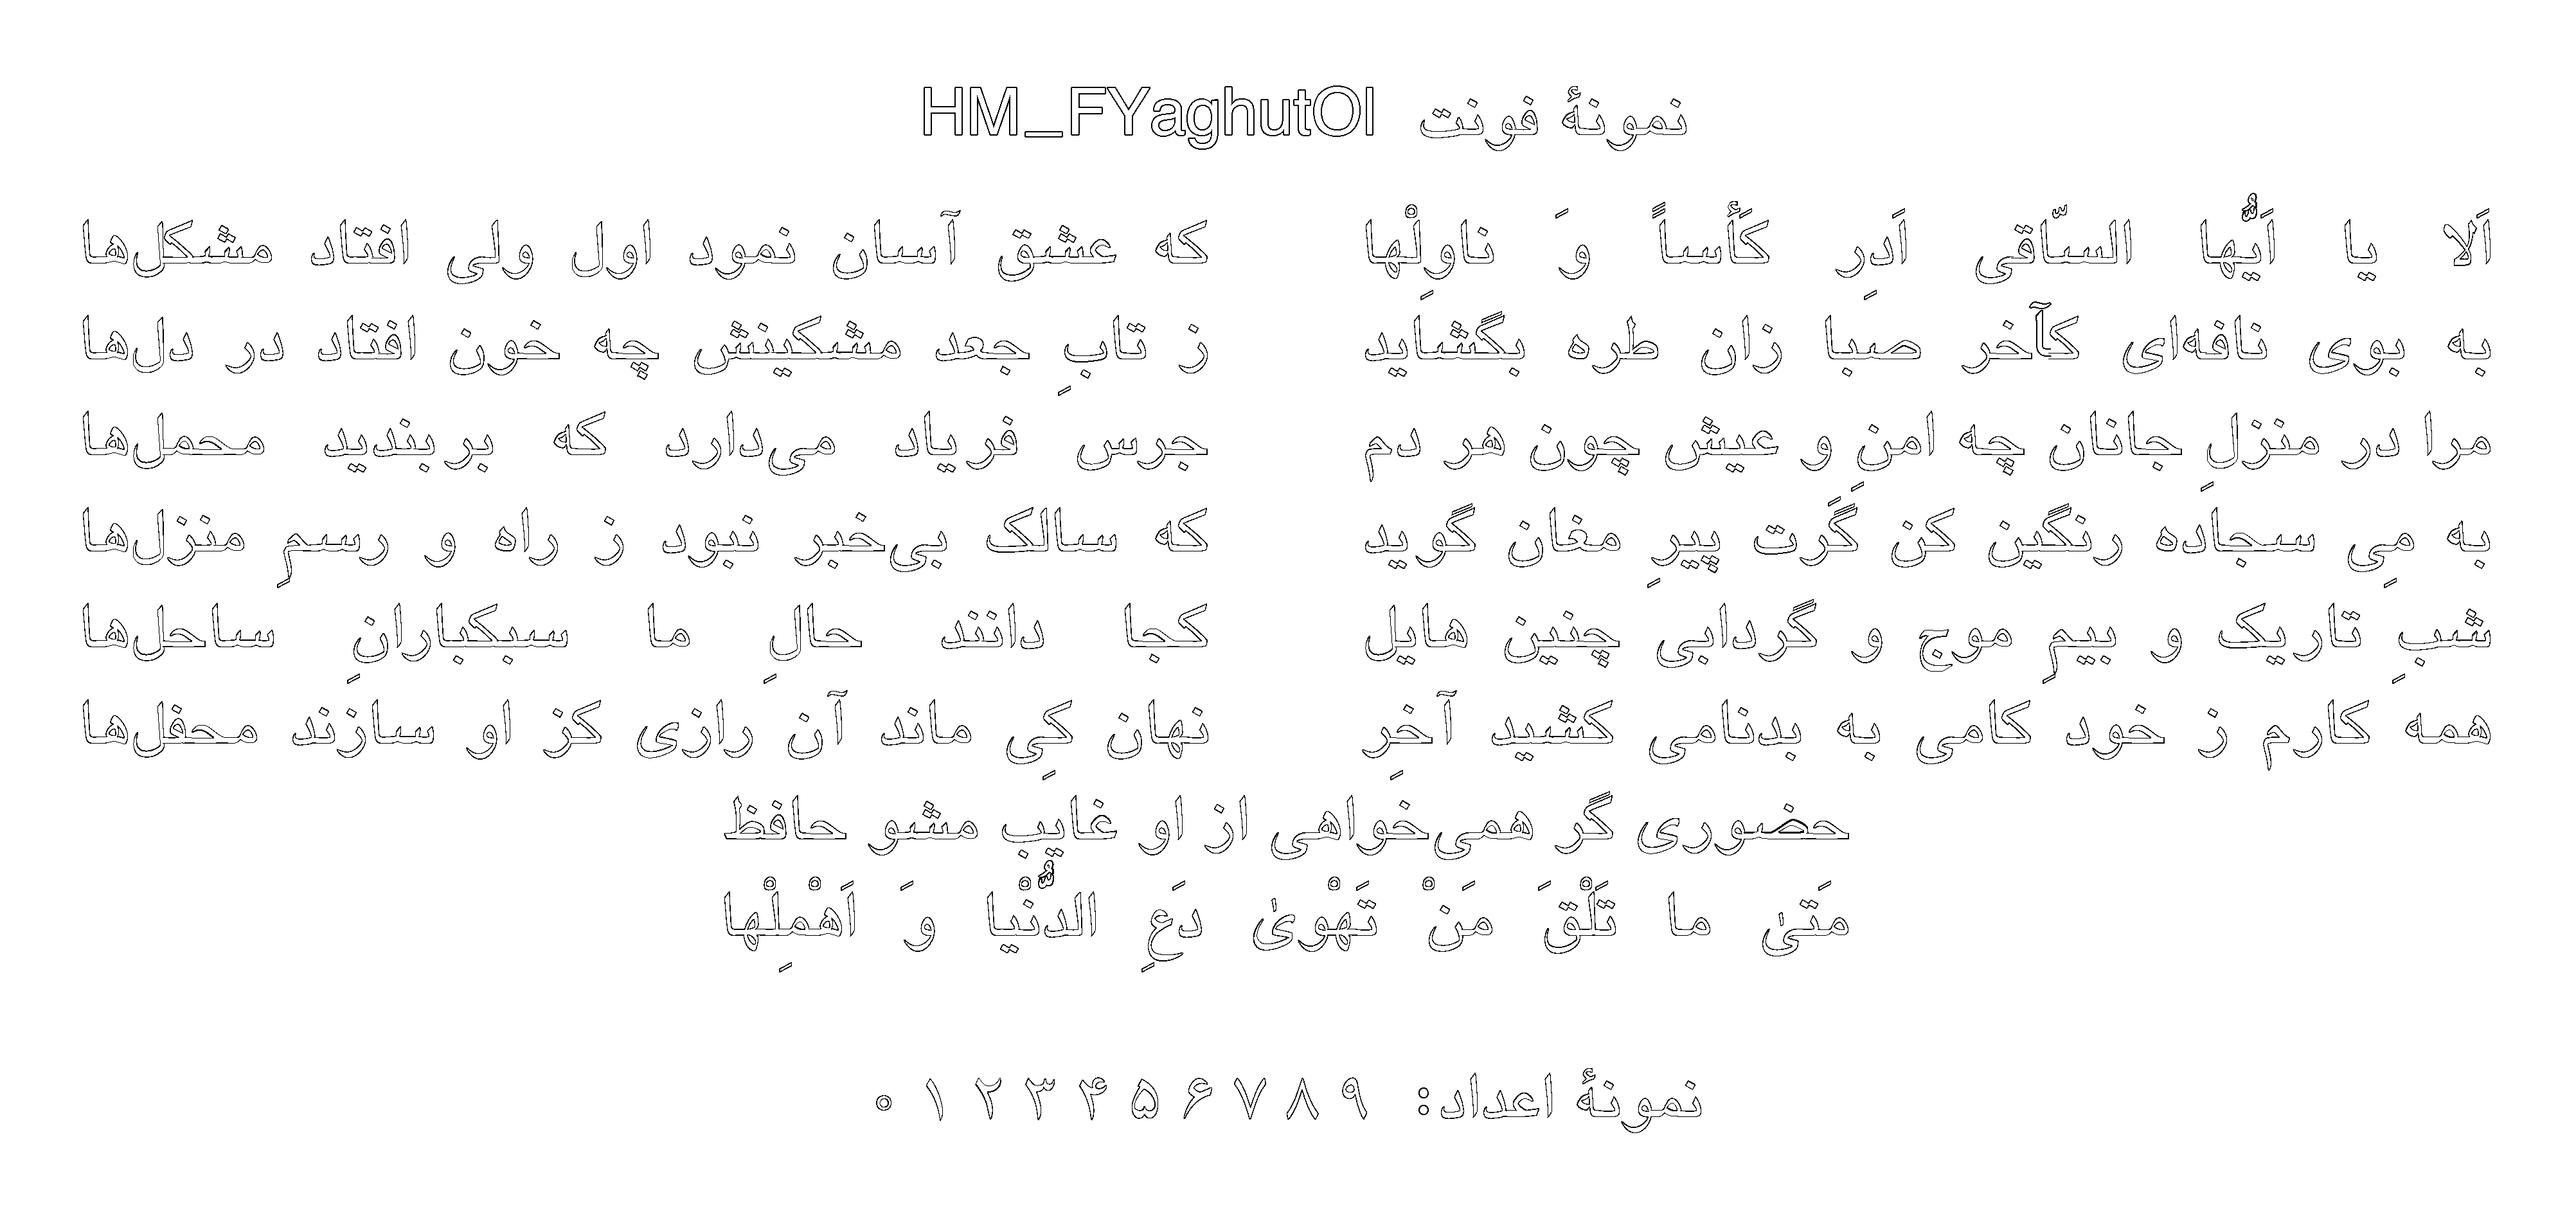 نمونهٔ فونت HM_FYaghutOl
اَلا یا اَیُّها السّاقی اَدِر کَأساً وَ ناوِلْها که عشق آسان نمود اول ولی افتاد مشکل‌ها
به بوی نافه‌ای کآخر صبا زان طره بگشاید ز تابِ جعد مشکینش چه خون افتاد در دل‌ها
مرا در منزلِ جانان چه امنِ و عیش چون هر دم جرس فریاد می‌دارد که بربندید محمل‌ها
به مِی سجاده رنگین کن گَرت پیرِ مغان گوید که سالک بی‌خبر نبود ز راه و رسمِ منزل‌ها
شبِ تاریک و بیمِ موج و گردابی چنین هایل کجا دانند حالِ ما سبکبارانِ ساحل‌ها
همه کارم ز خود کامی به بدنامی کشید آخِر نهان کِی ماند آن رازی کز او سازند محفل‌ها
حضوری گر همی‌خواهی از او غایب مشو حافظ
مَتیٰ ما تَلْقَ مَنْ تَهْویٰ دَعِ الدُّنْیا وَ اَهْمِلْها
نمونهٔ اعداد: ۹ ۸ ۷ ۶ ۵ ۴ ۳ ۲ ۱ ۰